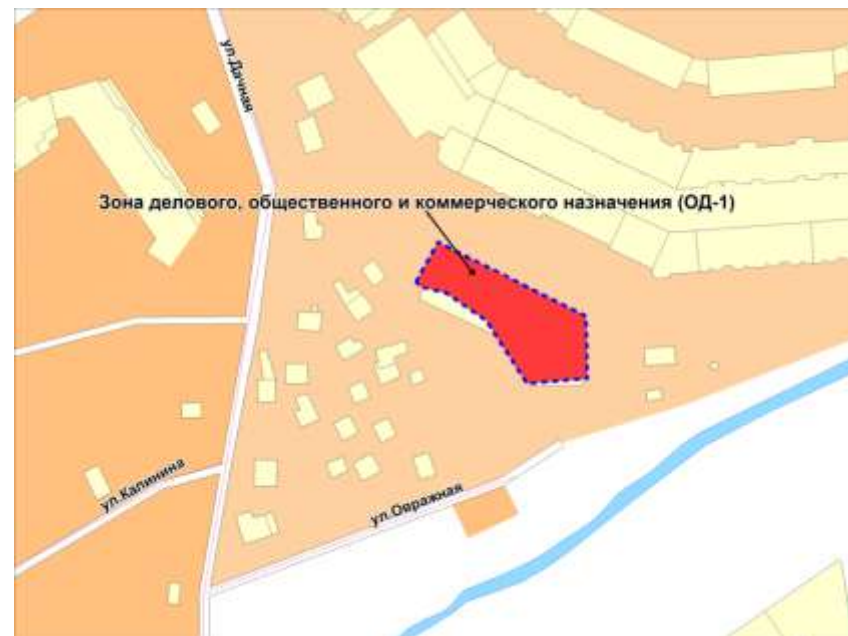 ул.Дачная
Зона делового, общественного и коммерческого назначения (ОД-1)
ул.Калинина
ул.Овражная